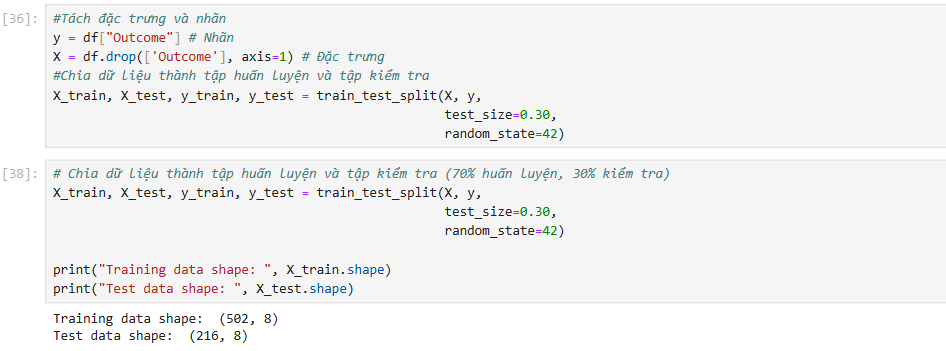 [36]:
#Tách đặc trưng và nhãn
y = df["Outcome"] # Nhãn
X = df.drop(['Outcome'], axis=1) # Đặc trưng
#Chia dữ liệu thành tập huấn luyện và tập kiểm tra
X_train, X_test, y_train, y_test = train_test_split(X, y,
test_size=0.30,
random_state=42)
[38]:
# Chia dữ liệu thành tập huấn luyện và tập kiểm tra (70% huấn luyện, 30% kiểm tra)
X_train, X_test, y_train, y_test = train_test_split(X, y,
test_size=0.30,
random_state=42)
print("Training data shape: ", X_train.shape)
print("Test data shape: ", X_test.shape)
Training data shape:  (502, 8)
Test data shape:  (216, 8)